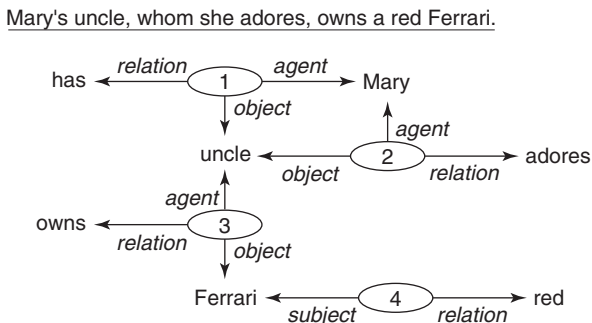 Mary's uncle, whom she adores, owns a red Ferrari.
has relation 1 agent Mary
object
agent
uncle object 2 relation adores
agent
owns relation 3 object
Ferrari subject 4 relation red